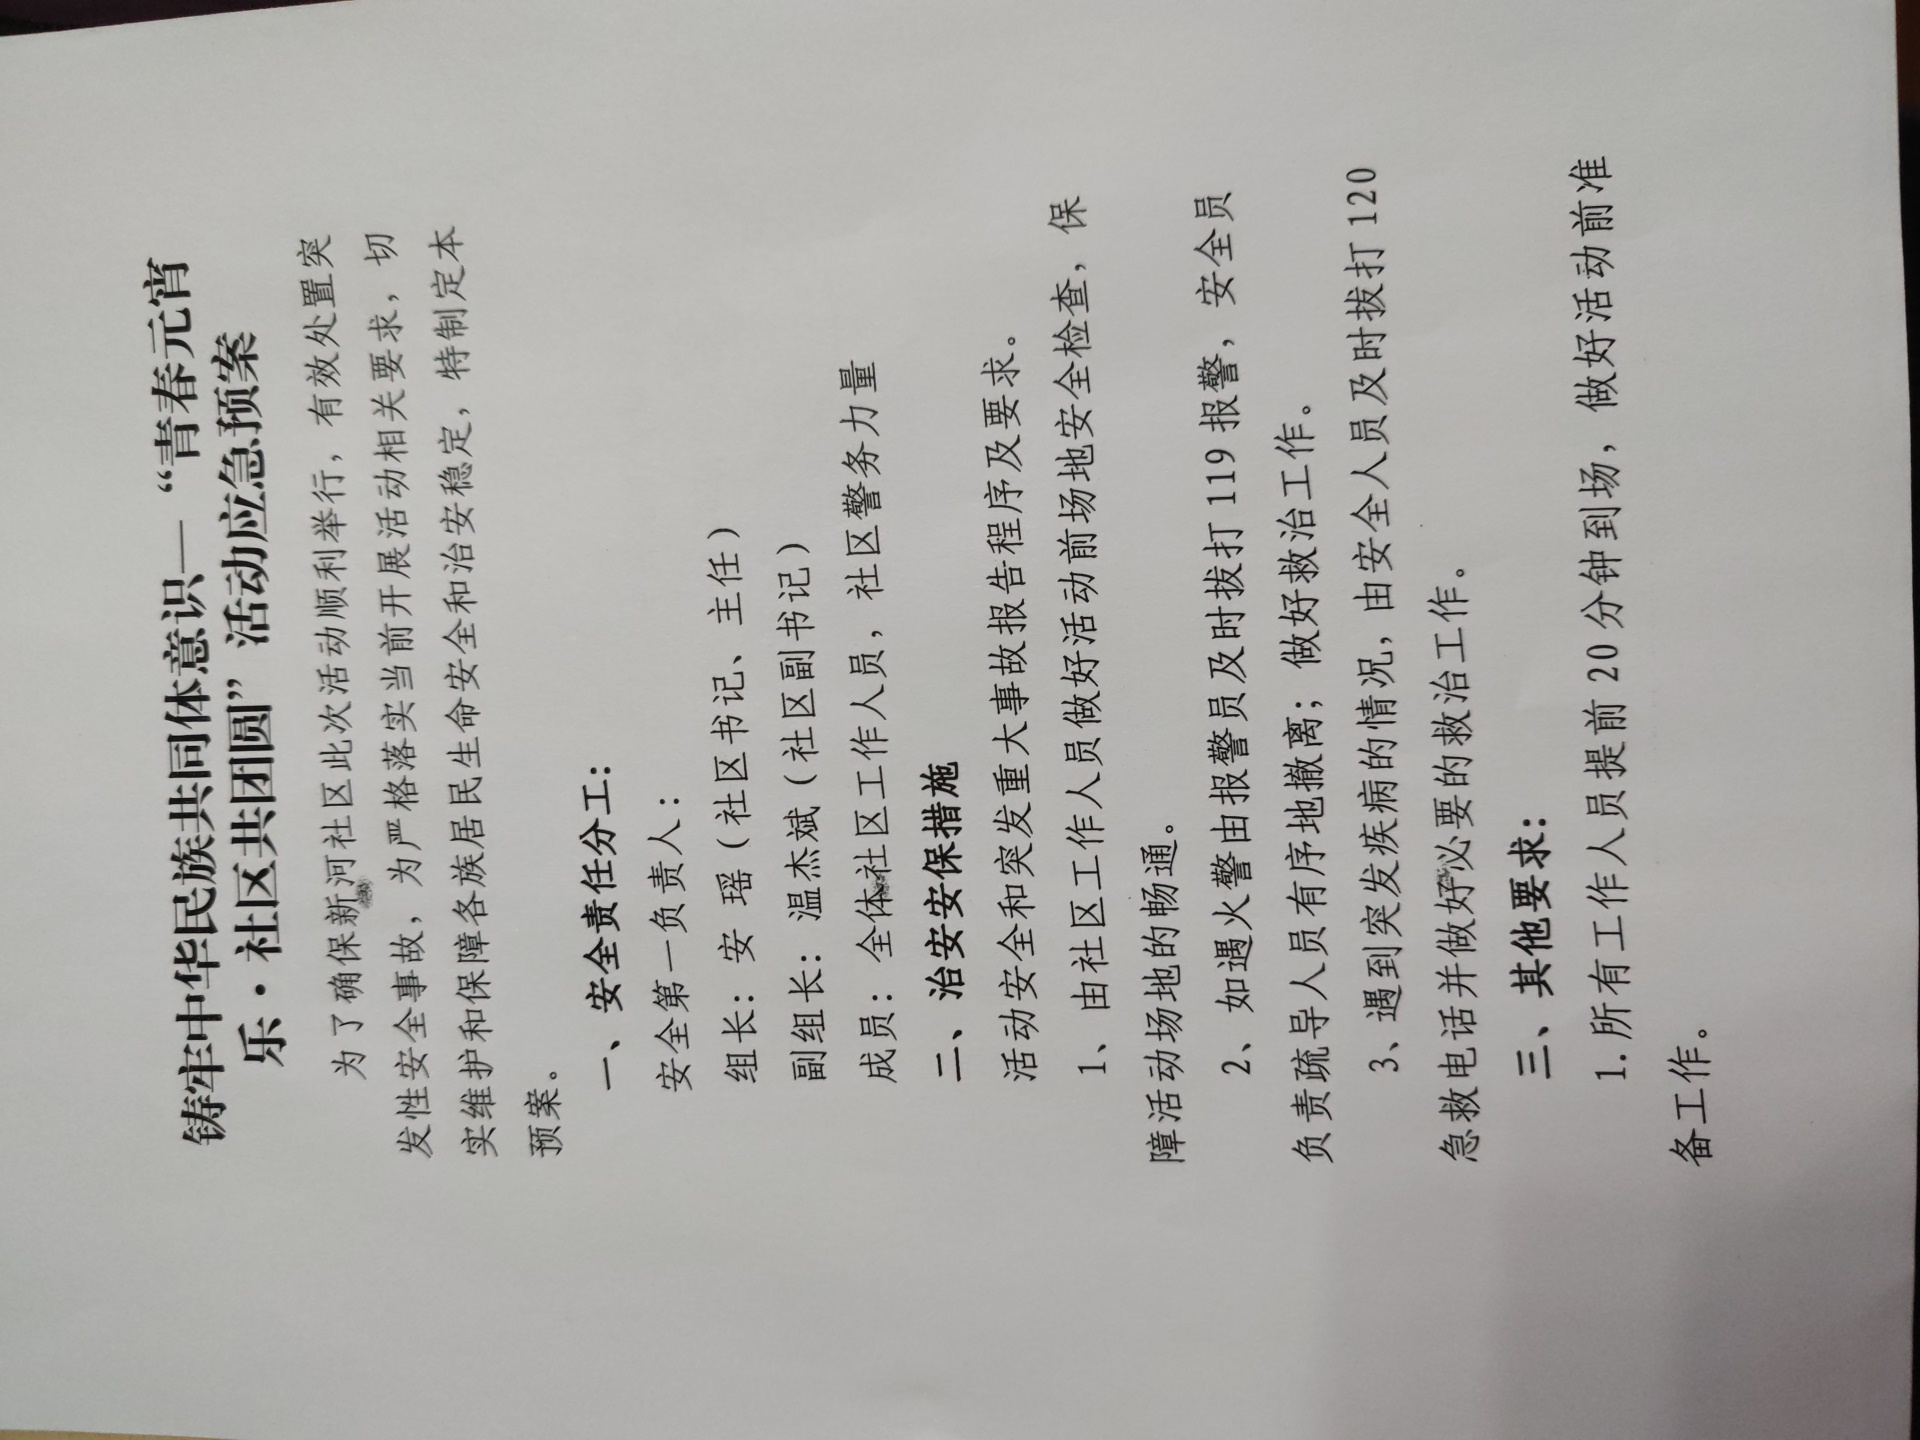 铸牢中华民族共同体意识—“青春元宵
乐·社区共团圆”活动应急预案
为了确保新河社区此次活动顺利举行，有效处置突
发性安全事故，为严格落实当前开展活动相关要求，切
实维护和保障各族居民生命安全和治安稳定，特制定本
预案。
一、安全责任分工：
安全第一负责人：
组长：安 瑶（社区书记、主任）
副组长：温杰斌（社区副书记）
成员：全体社区工作人员，社区警务力量
二、治安安保措施
活动安全和突发重大事故报告程序及要求。
1、由社区工作人员做好活动前场地安全检查，保
障活动场地的畅通。
2、如遇火警由报警员及时拔打 119 报警，安全员
负责疏导人员有序地撤离；做好救治工作。
3、遇到突发疾病的情况，由安全人员及时拔打 120
急救电话并做好必要的救治工作。
三、其他要求：
1.所有工作人员提前 20 分钟到场，做好活动前准
备工作。